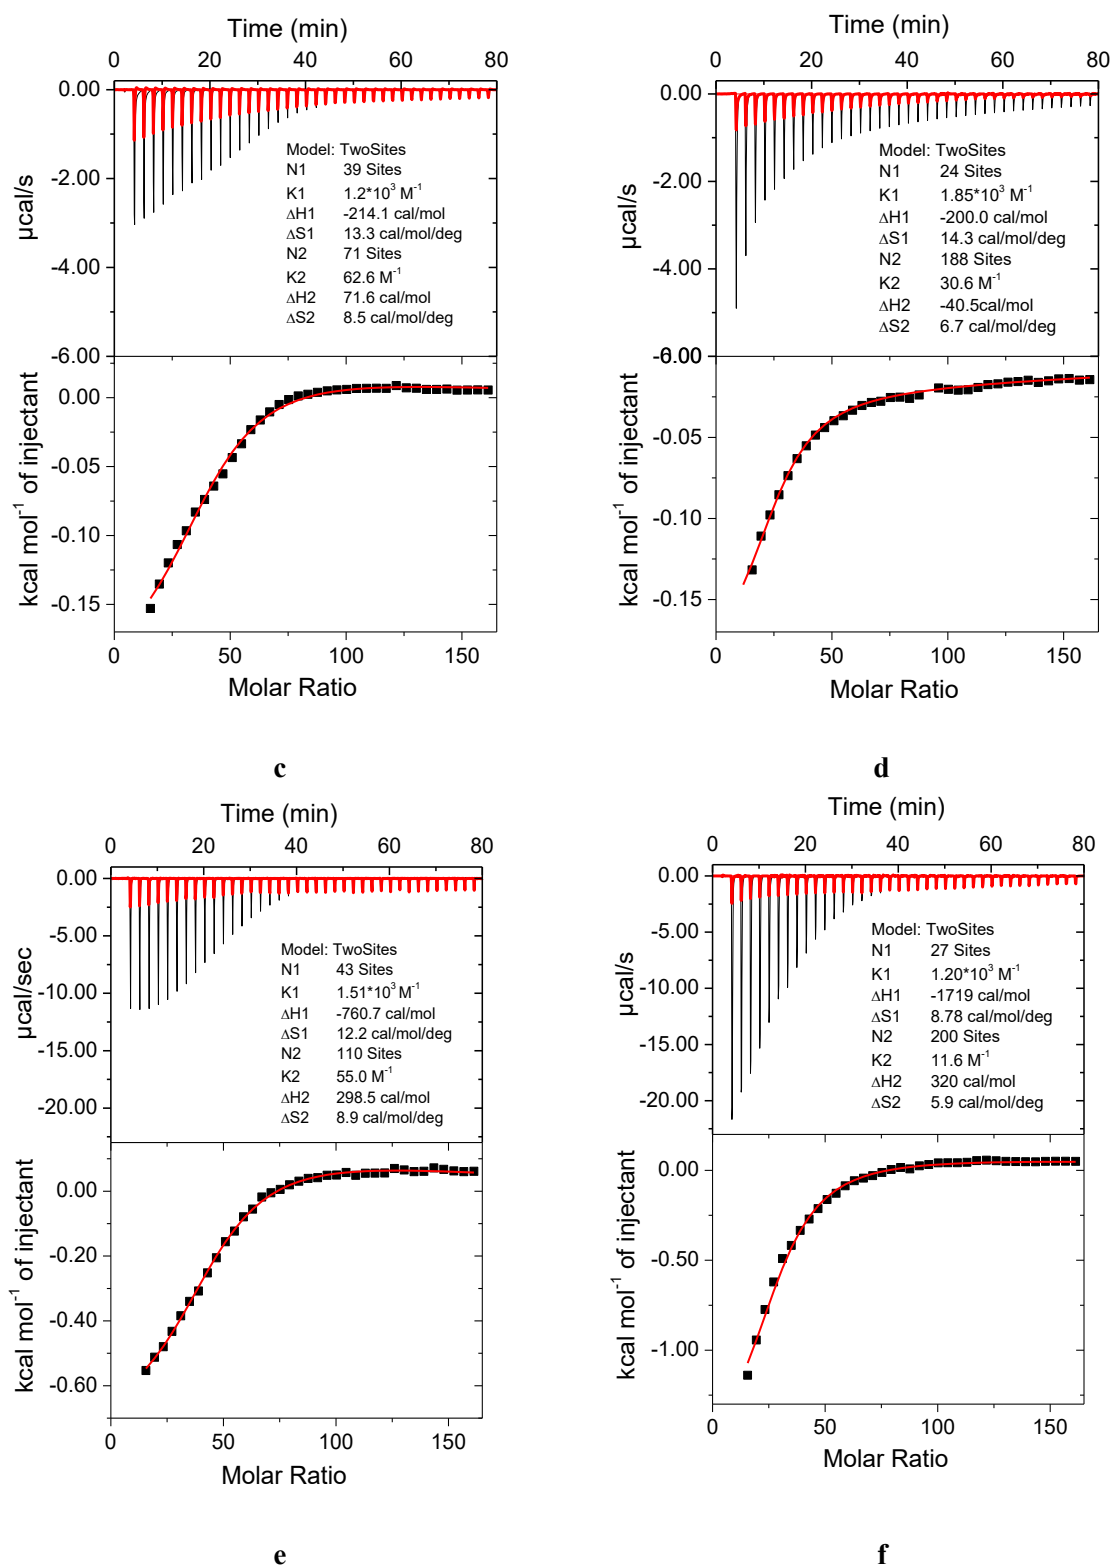 Time (min)
0 20 40 60 80
0.00
-2.00
-4.00
-6.00
µcal/s
Model: TwoSites
N1 39 Sites
K1 1.2*10³ M⁻¹
ΔH1 -214.1 cal/mol
ΔS1 13.3 cal/mol/deg
N2 71 Sites
K2 62.6 M⁻¹
ΔH2 71.6 cal/mol
ΔS2 8.5 cal/mol/deg
0.00
-0.05
-0.10
-0.15
kcal mol⁻¹ of injectant
0 50 100 150
Molar Ratio
c
Time (min)
0 20 40 60 80
0.00
-2.00
-4.00
-6.00
µcal/s
Model: TwoSites
N1 24 Sites
K1 1.85*10³ M⁻¹
ΔH1 -200.0 cal/mol
ΔS1 14.3 cal/mol/deg
N2 188 Sites
K2 30.6 M⁻¹
ΔH2 -40.5cal/mol
ΔS2 6.7 cal/mol/deg
0.00
-0.05
-0.10
-0.15
kcal mol⁻¹ of injectant
0 50 100 150
Molar Ratio
d
Time (min)
0 20 40 60 80
0.00
-5.00
-10.00
-15.00
-20.00
µcal/sec
Model: TwoSites
N1 43 Sites
K1 1.51*10³ M⁻¹
ΔH1 -760.7 cal/mol
ΔS1 12.2 cal/mol/deg
N2 110 Sites
K2 55.0 M⁻¹
ΔH2 298.5 cal/mol
ΔS2 8.9 cal/mol/deg
0.00
-0.20
-0.40
-0.60
kcal mol⁻¹ of injectant
0 50 100 150
Molar Ratio
e
Time (min)
0 20 40 60 80
0.00
-5.00
-10.00
-15.00
-20.00
µcal/s
Model: TwoSites
N1 27 Sites
K1 1.20*10³ M⁻¹
ΔH1 -1719 cal/mol
ΔS1 8.78 cal/mol/deg
N2 200 Sites
K2 11.6 M⁻¹
ΔH2 320 cal/mol
ΔS2 5.9 cal/mol/deg
0.00
-0.50
-1.00
kcal mol⁻¹ of injectant
0 50 100 150
Molar Ratio
f